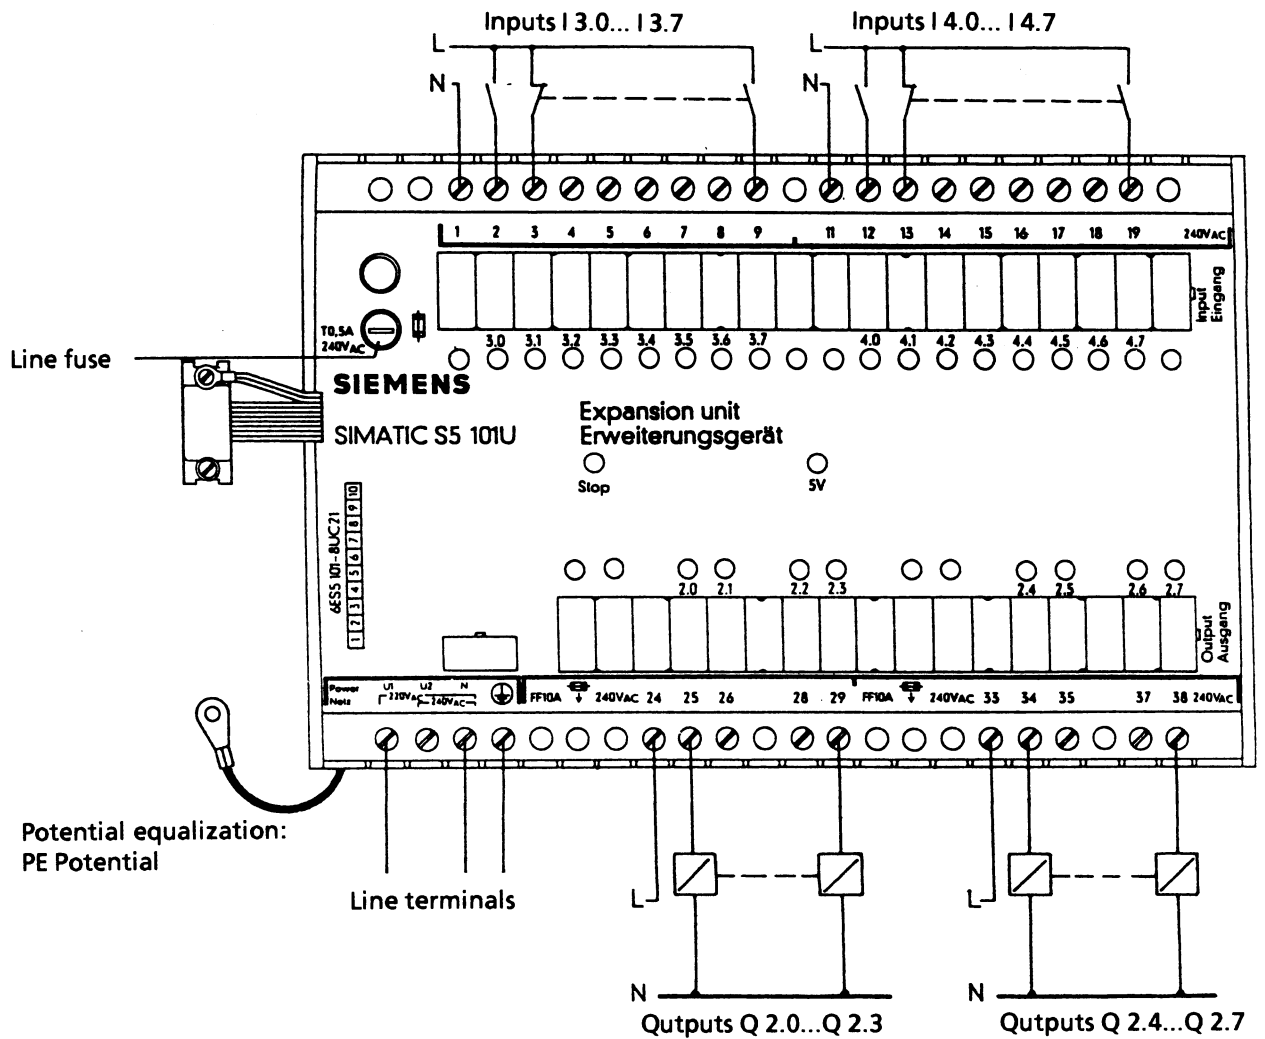 Inputs I 3.0... I 3.7
Inputs I 4.0... I 4.7
L
L
N
N
1 2 3 4 5 6 7 8 9 11 12 13 14 15 16 17 18 19 240VAC
Input
Eingang
T0,5A
240VAC
3.0 3.1 3.2 3.3 3.4 3.5 3.6 3.7 4.0 4.1 4.2 4.3 4.4 4.5 4.6 4.7
Line fuse
SIEMENS
SIMATIC S5 101U
Expansion unit
Erweiterungsgerät
Stop
5V
6ES5 101-8UC21
1 2 3 4 5 6 7 8 9 10
2.0 2.1 2.2 2.3 2.4 2.5 2.6 2.7
Output
Ausgang
Power
Netz
U1 U2 N
220VAC
240VAC
FF10A 240VAC 24 25 26 28 29 FF10A 240VAC 33 34 35 37 38 240VAC
Potential equalization:
PE Potential
Line terminals
L
L
N
N
Qutputs Q 2.0...Q 2.3
Qutputs Q 2.4...Q 2.7